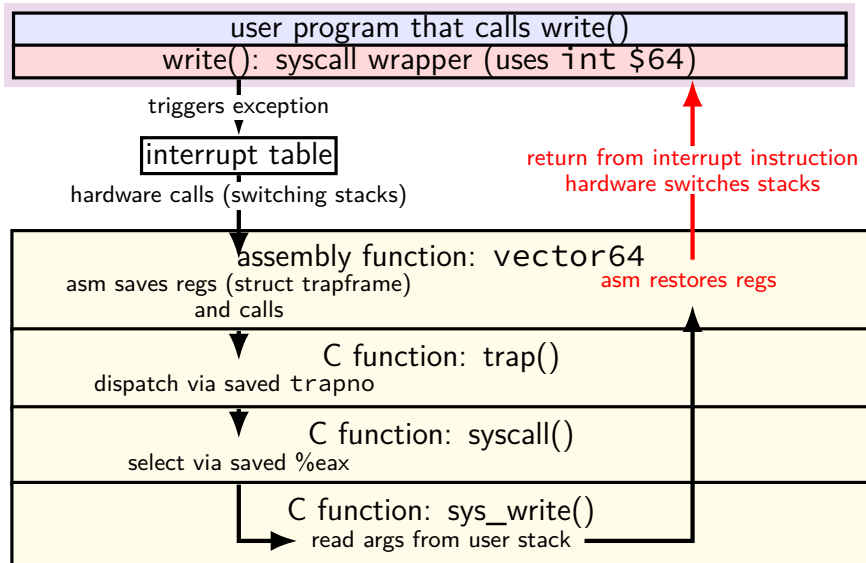 user program that calls write()
write(): syscall wrapper (uses int $64)
triggers exception
interrupt table
return from interrupt instruction
hardware switches stacks
hardware calls (switching stacks)
assembly function: vector64
asm saves regs (struct trapframe)
and calls
asm restores regs
C function: trap()
dispatch via saved trapno
C function: syscall()
select via saved %eax
C function: sys_write()
read args from user stack